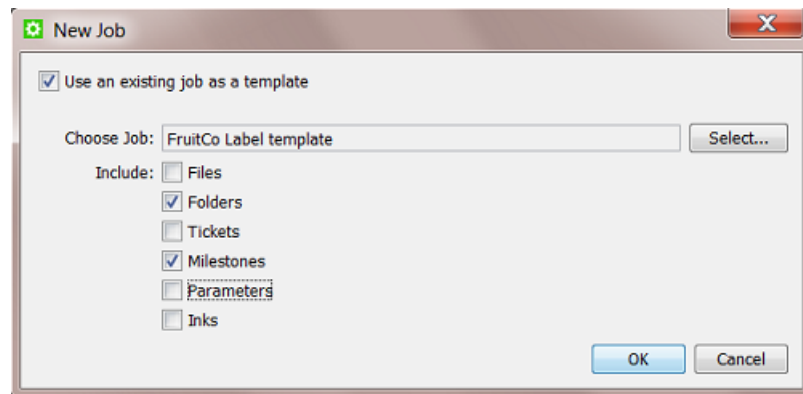 New Job
Use an existing job as a template
Choose Job: FruitCo Label template Select...
Include: Files
Folders
Tickets
Milestones
Parameters
Inks
OK Cancel